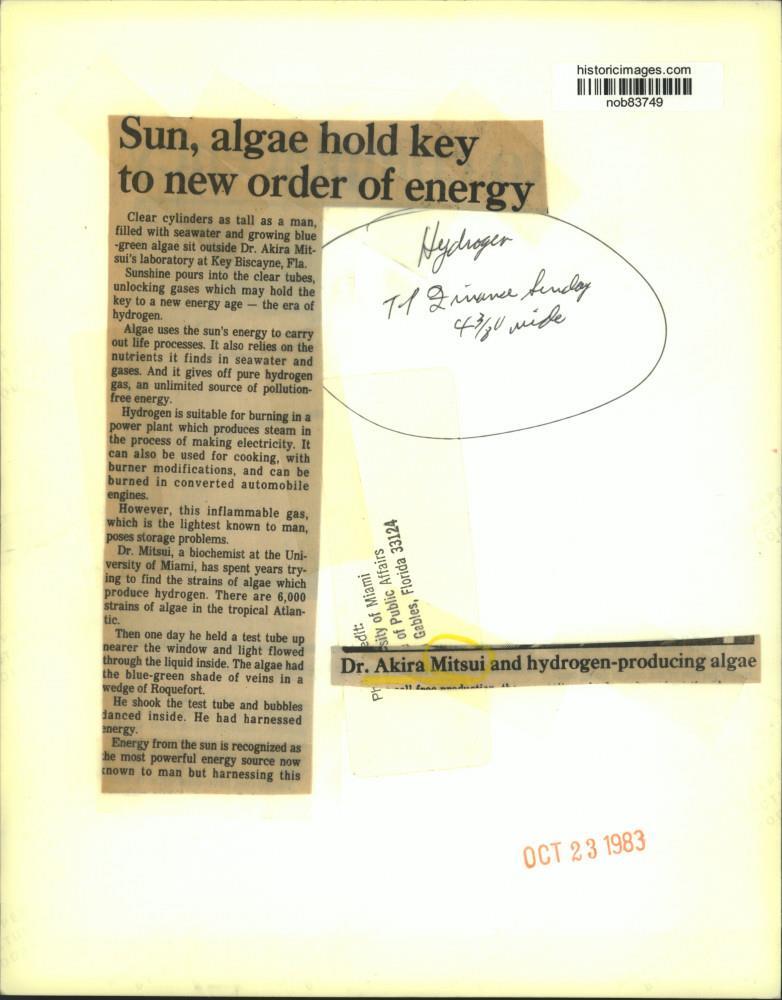 historicimages.com
nob83749
Sun, algae hold key
to new order of energy
Clear cylinders as tall as a man,
filled with seawater and growing blue
-green algae sit outside Dr. Akira Mit-
sui's laboratory at Key Biscayne, Fla.
Sunshine pours into the clear tubes,
unlocking gases which may hold the
key to a new energy age — the era of
hydrogen.
Algae uses the sun's energy to carry
out life processes. It also relies on the
nutrients it finds in seawater and
gases. And it gives off pure hydrogen
gas, an unlimited source of pollution-
free energy.
Hydrogen is suitable for burning in a
power plant which produces steam in
the process of making electricity. It
can also be used for cooking, with
burner modifications, and can be
burned in converted automobile
engines.
However, this inflammable gas,
which is the lightest known to man,
poses storage problems.
Dr. Mitsui, a biochemist at the Uni-
versity of Miami, has spent years try-
ing to find the strains of algae which
produce hydrogen. There are 6,000
strains of algae in the tropical Atlan-
tic.
Then one day he held a test tube up
nearer the window and light flowed
through the liquid inside. The algae had
the blue-green shade of veins in a
wedge of Roquefort.
He shook the test tube and bubbles
danced inside. He had harnessed
energy.
Energy from the sun is recognized as
the most powerful energy source now
known to man but harnessing this
Hydrogen
Sunday
4 3/8" wide
edit:
sity of Miami
of Public Affairs
Gables, Florida 33124
Dr. Akira Mitsui and hydrogen-producing algae
OCT 23 1983